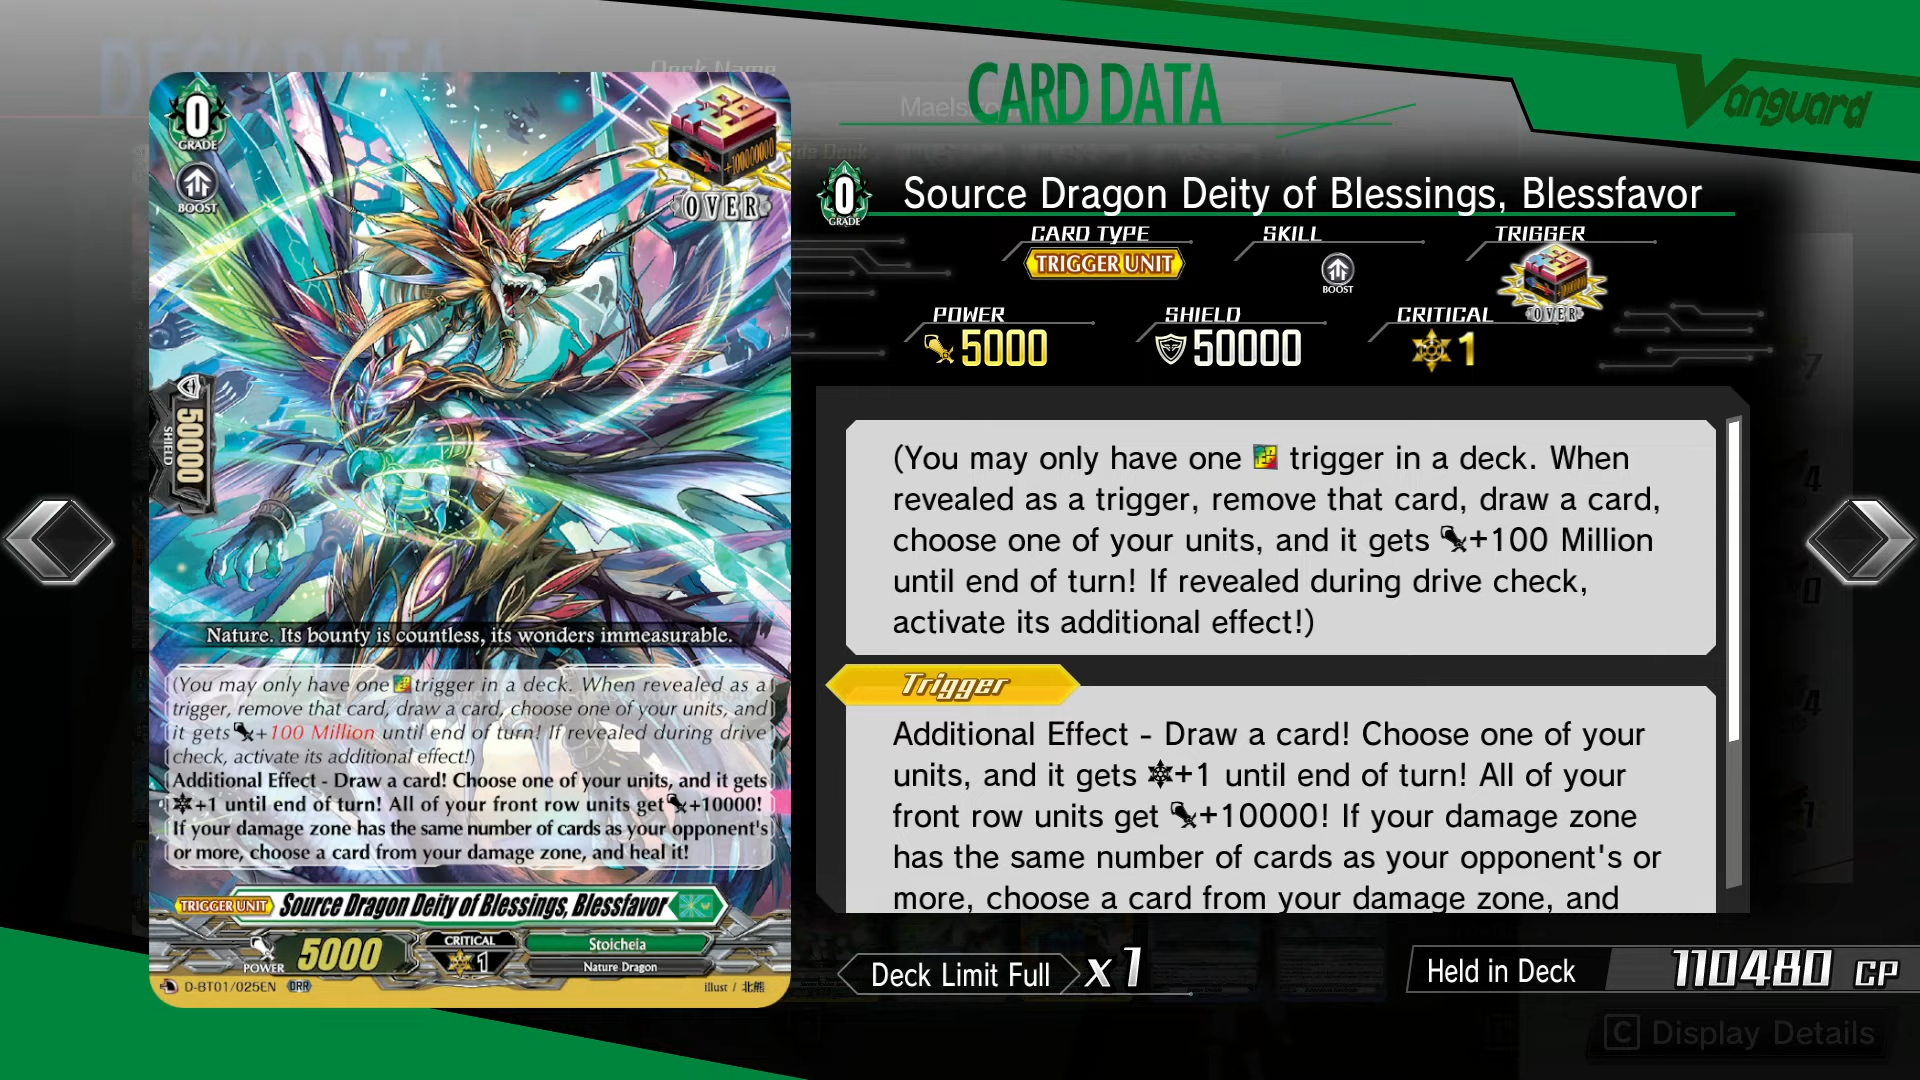 DECK DATA
Deck Name
CARD DATA
Vanguard
0
GRADE
BOOST
+100000000
OVER
SHIELD
50000
Nature. Its bounty is countless, its wonders immeasurable.
(You may only have one trigger in a deck. When revealed as a
trigger, remove that card, draw a card, choose one of your units, and
it gets +100 Million until end of turn! If revealed during drive
check, activate its additional effect!)
Additional Effect - Draw a card! Choose one of your units, and it gets
+1 until end of turn! All of your front row units get +10000!
If your damage zone has the same number of cards as your opponent's
or more, choose a card from your damage zone, and heal it!
TRIGGER UNIT
Source Dragon Deity of Blessings, Blessfavor
POWER
5000
CRITICAL
1
Stoicheia
Nature Dragon
D-BT01/025EN RRR
illust / 北熊
0
GRADE
Source Dragon Deity of Blessings, Blessfavor
CARD TYPE
SKILL
TRIGGER
TRIGGER UNIT
BOOST
OVER
POWER
SHIELD
CRITICAL
5000
50000
1
(You may only have one trigger in a deck. When
revealed as a trigger, remove that card, draw a card,
choose one of your units, and it gets +100 Million
until end of turn! If revealed during drive check,
activate its additional effect!)
Trigger
Additional Effect - Draw a card! Choose one of your
units, and it gets +1 until end of turn! All of your
front row units get +10000! If your damage zone
has the same number of cards as your opponent's or
more, choose a card from your damage zone, and
Deck Limit Full x 1
Held in Deck 110480 CP
C Display Details